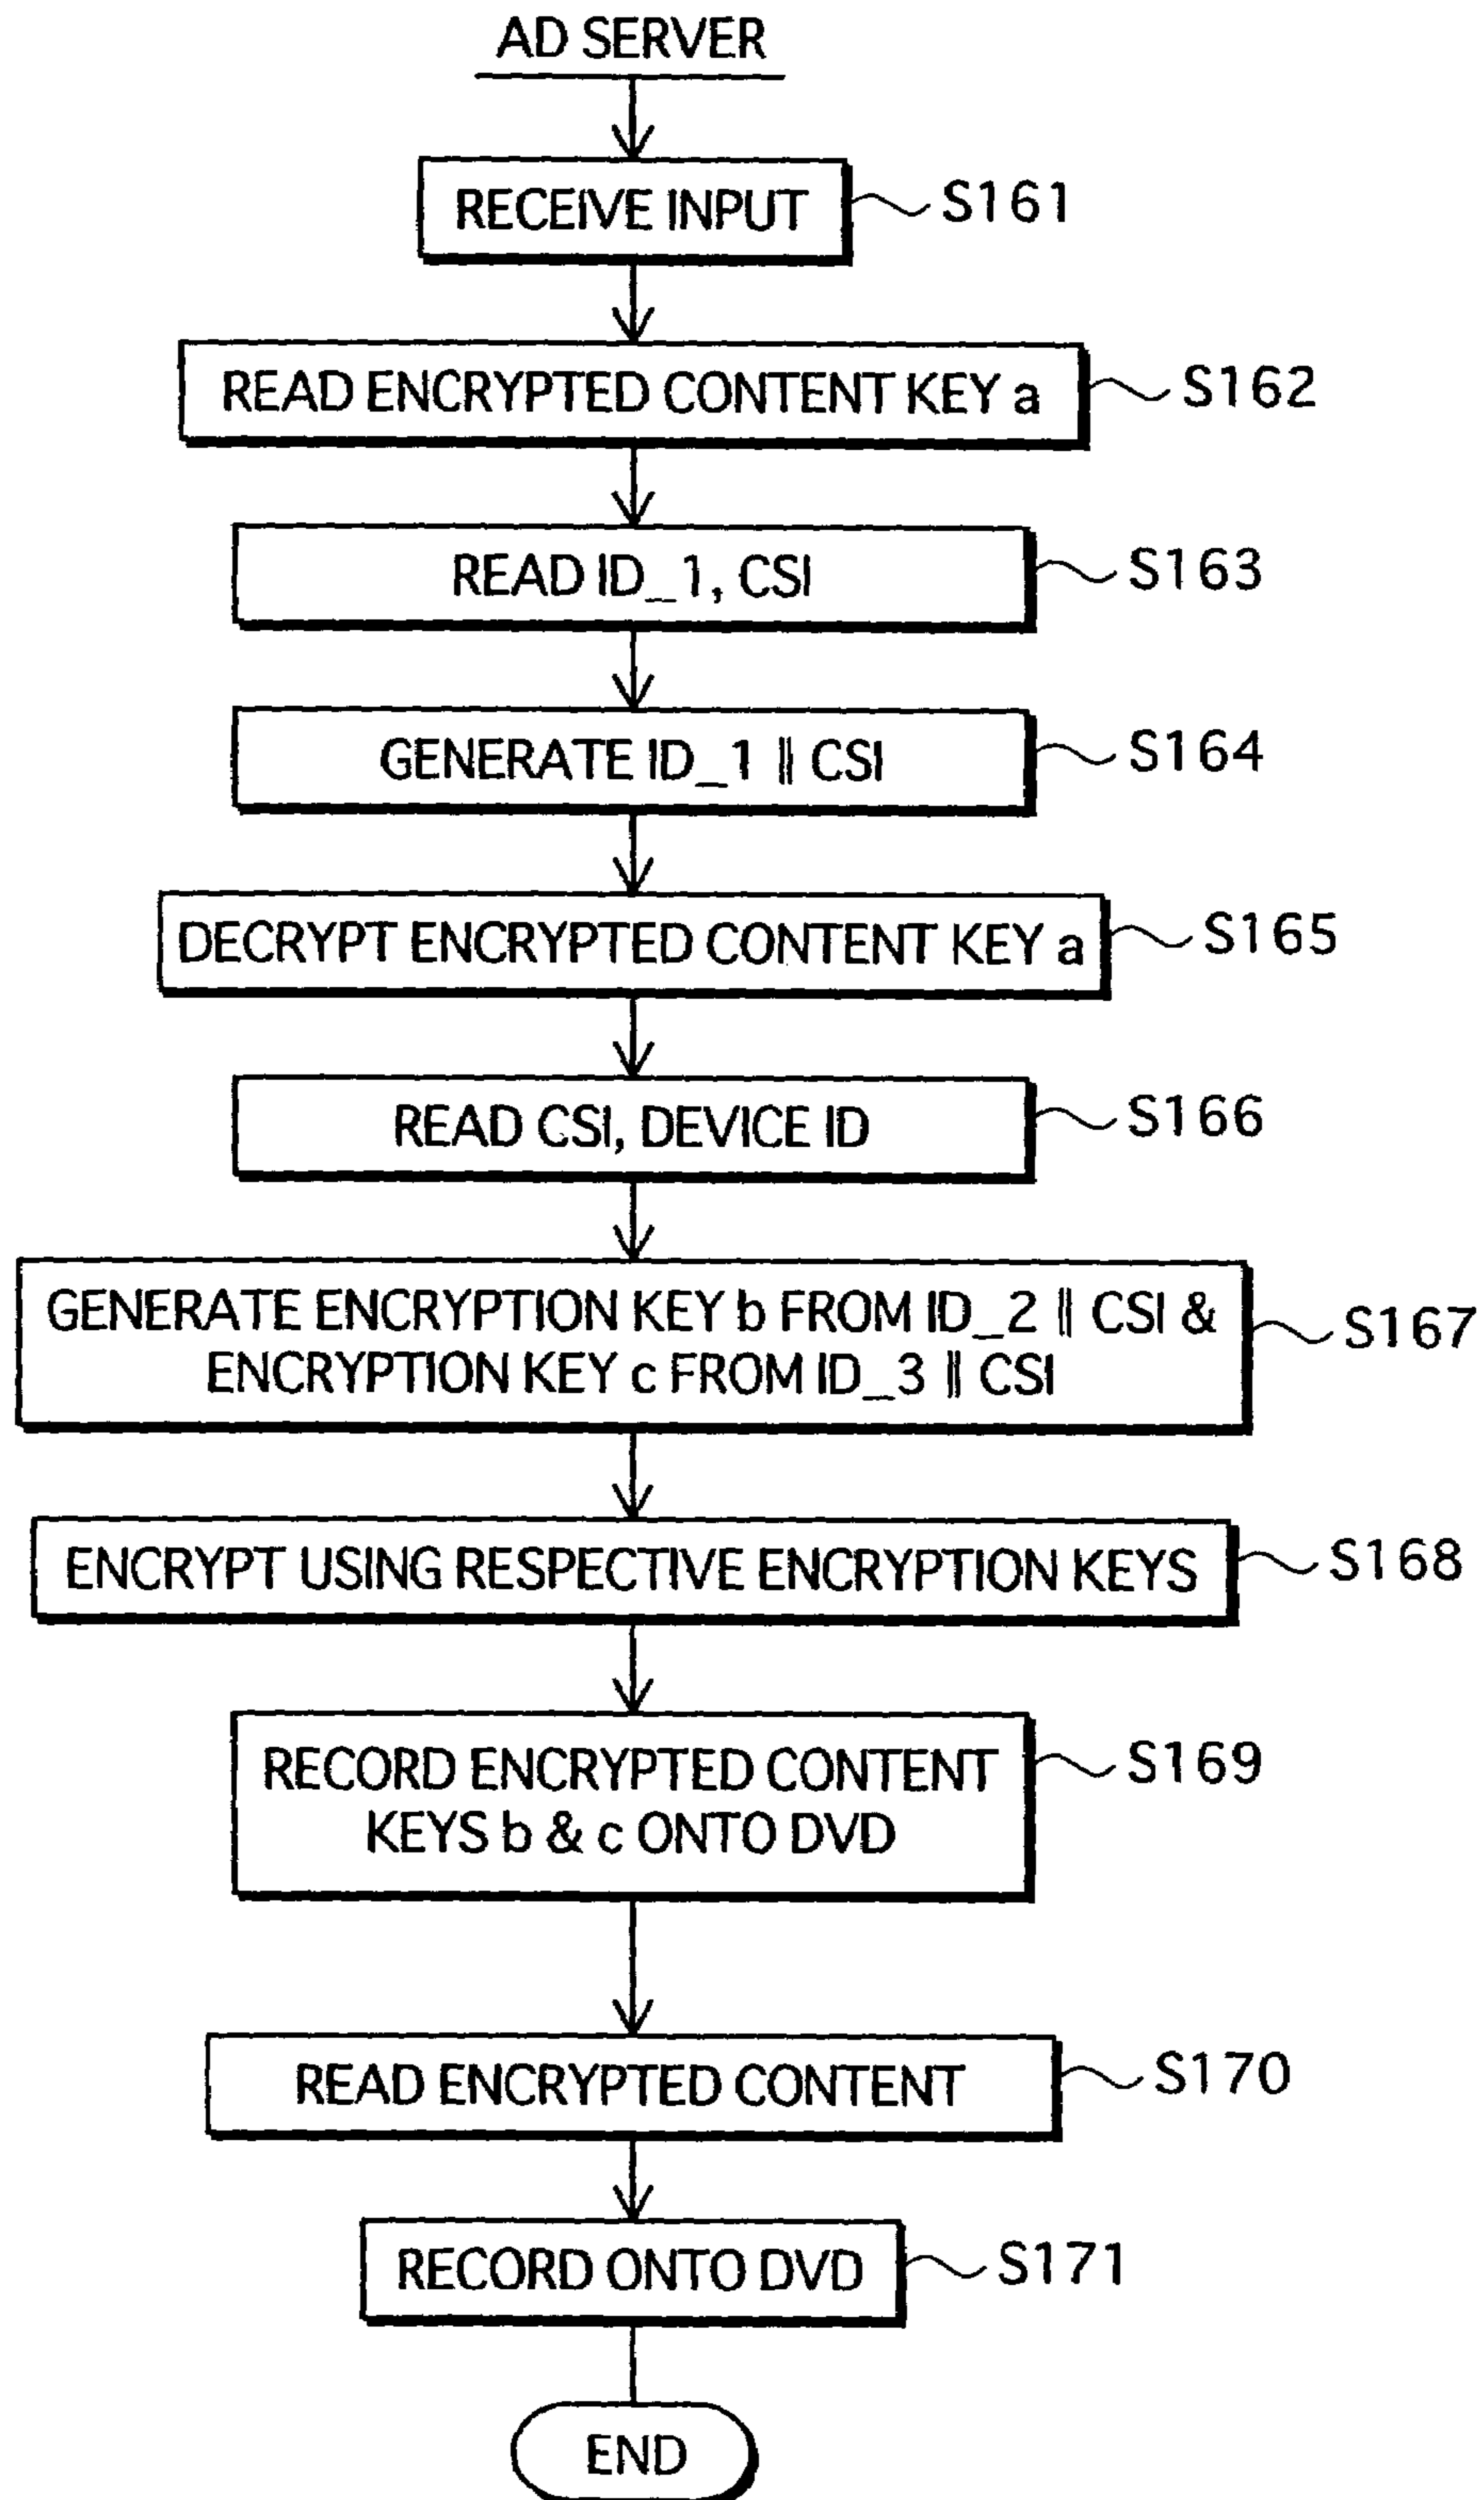 AD SERVER
RECEIVE INPUT
S161
READ ENCRYPTED CONTENT KEY a
S162
READ ID_1, CSI
S163
GENERATE ID_1 || CSI
S164
DECRYPT ENCRYPTED CONTENT KEY a
S165
READ CSI, DEVICE ID
S166
GENERATE ENCRYPTION KEY b FROM ID_2 || CSI &
ENCRYPTION KEY c FROM ID_3 || CSI
S167
ENCRYPT USING RESPECTIVE ENCRYPTION KEYS
S168
RECORD ENCRYPTED CONTENT
KEYS b & c ONTO DVD
S169
READ ENCRYPTED CONTENT
S170
RECORD ONTO DVD
S171
END